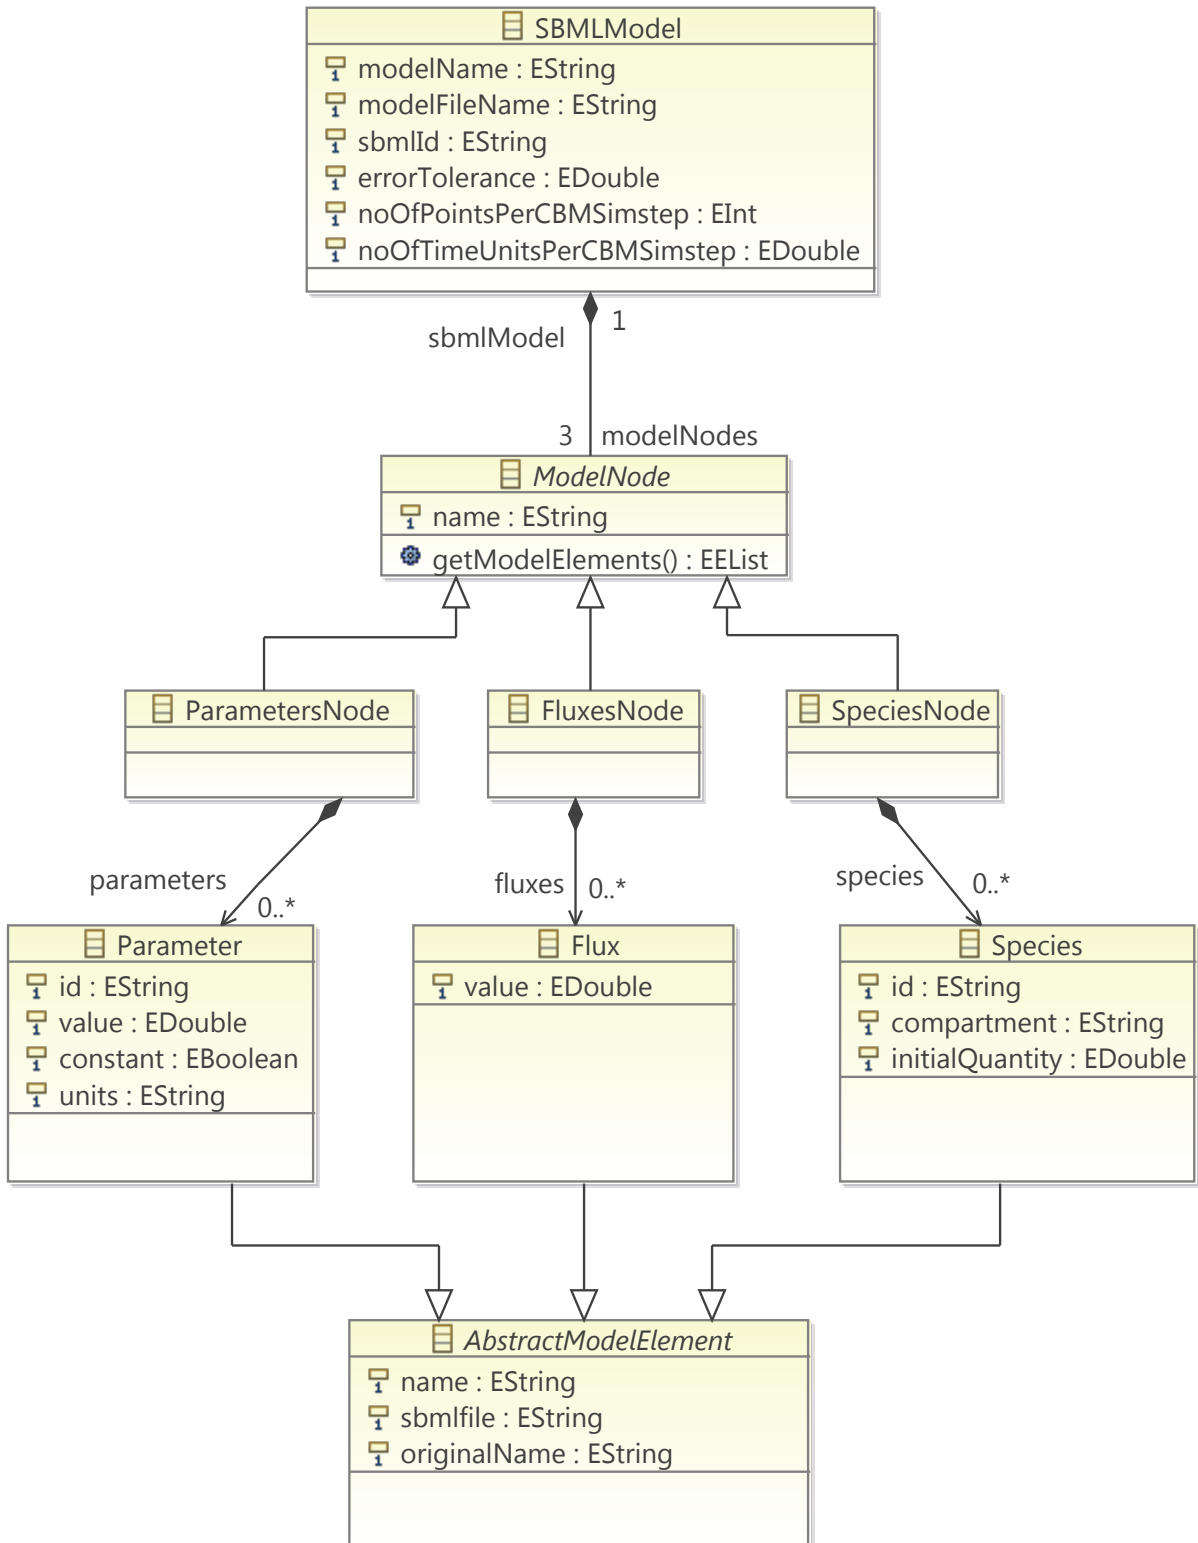 SBMLModel
modelName : EString
modelFileName : EString
sbmlId : EString
errorTolerance : EDouble
noOfPointsPerCBMSimstep : EInt
noOfTimeUnitsPerCBMSimstep : EDouble
1
sbmlModel
3 modelNodes
ModelNode
name : EString
getModelElements() : EEList
ParametersNode
FluxesNode
SpeciesNode
parameters
0..*
fluxes
0..*
species
0..*
Parameter
id : EString
value : EDouble
constant : EBoolean
units : EString
Flux
value : EDouble
Species
id : EString
compartment : EString
initialQuantity : EDouble
AbstractModelElement
name : EString
sbmlfile : EString
originalName : EString